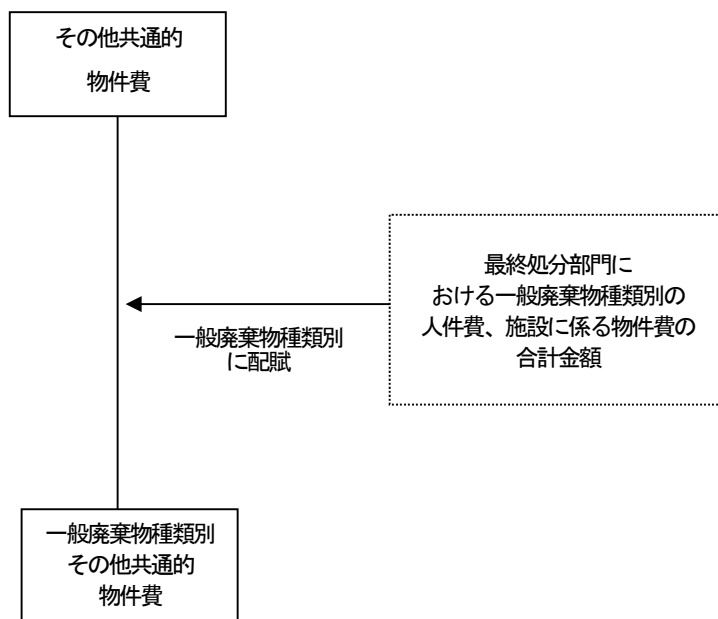 その他共通的
物件費
最終処分部門に
おける一般廃棄物種類別の
人件費、施設に係る物件費の
合計金額
一般廃棄物種類別
に配賦
一般廃棄物種類別
その他共通的
物件費